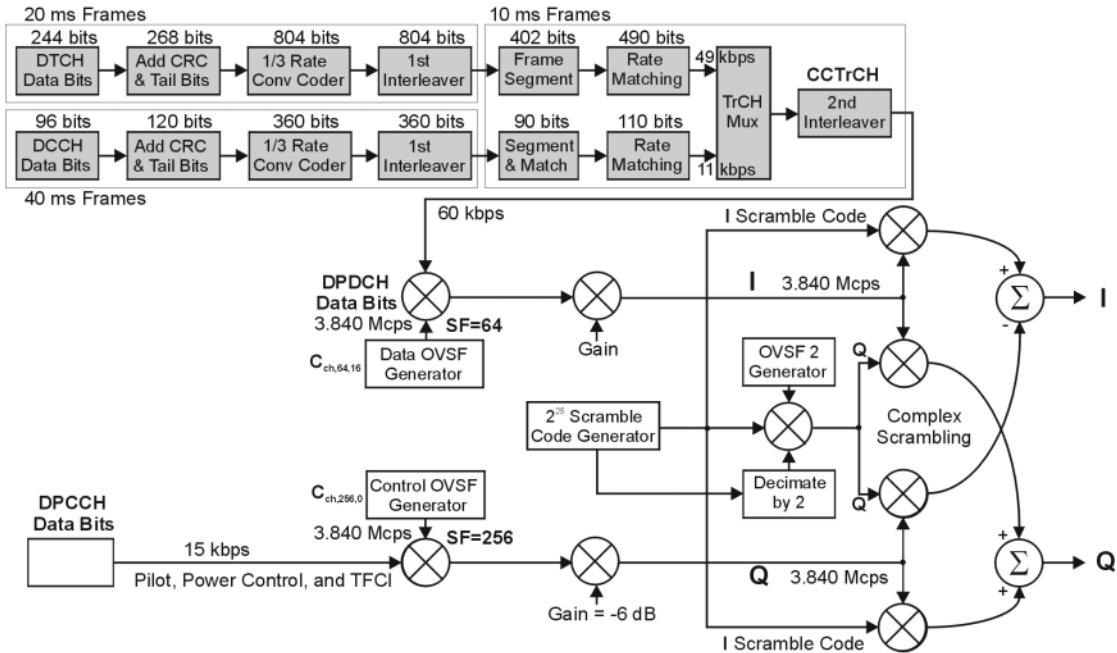 20 ms Frames
10 ms Frames
244 bits
268 bits
804 bits
804 bits
402 bits
490 bits
DTCH
Data Bits
Add CRC
& Tail Bits
1/3 Rate
Conv Coder
1st
Interleaver
Frame
Segment
Rate
Matching
49 kbps
TrCH
Mux
CCTrCH
2nd
Interleaver
96 bits
120 bits
360 bits
360 bits
90 bits
110 bits
DCCH
Data Bits
Add CRC
& Tail Bits
1/3 Rate
Conv Coder
1st
Interleaver
Segment
& Match
Rate
Matching
11 kbps
40 ms Frames
60 kbps
I Scramble Code
DPDCH
Data Bits
3.840 Mcps
SF=64
I
3.840 Mcps
+
Σ
-
I
Gain
C ch,64,16
Data OVSF
Generator
OVSF 2
Generator
Q
2^25 Scramble
Code Generator
Complex
Scrambling
Decimate
by 2
Q
C ch,256,0
Control OVSF
Generator
DPCCH
Data Bits
3.840 Mcps
SF=256
15 kbps
Pilot, Power Control, and TFCI
Q
3.840 Mcps
+
Σ
+
Q
Gain = -6 dB
I Scramble Code